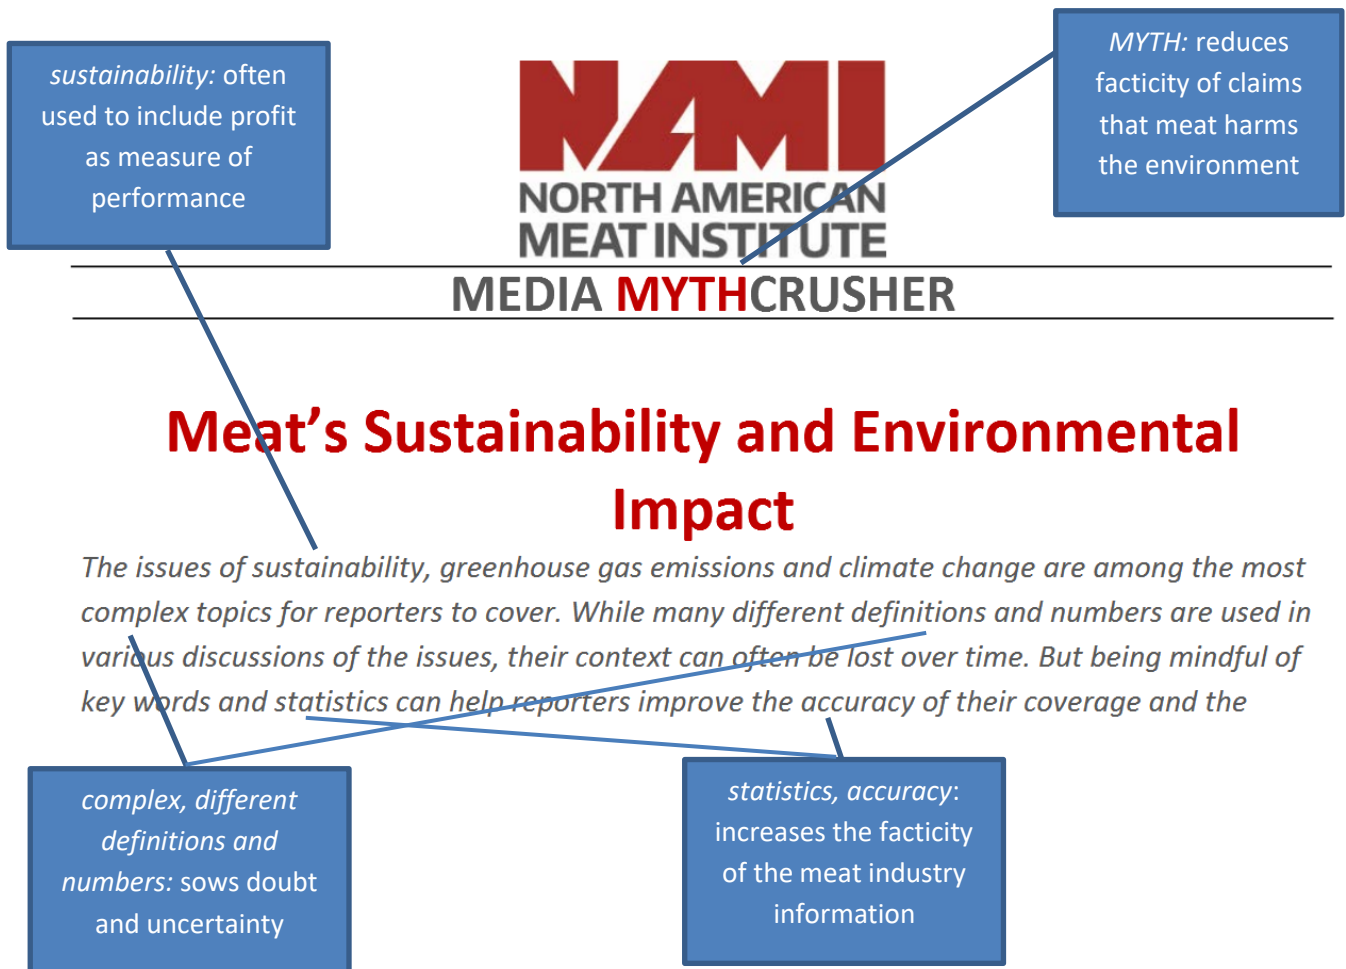 sustainability: often
used to include profit
as measure of
performance
MYTH: reduces
facticity of claims
that meat harms
the environment
NAMI
NORTH AMERICAN
MEAT INSTITUTE
MEDIA MYTHCRUSHER
Meat's Sustainability and Environmental
Impact
The issues of sustainability, greenhouse gas emissions and climate change are among the most
complex topics for reporters to cover. While many different definitions and numbers are used in
various discussions of the issues, their context can often be lost over time. But being mindful of
key words and statistics can help reporters improve the accuracy of their coverage and the
complex, different
definitions and
numbers: sows doubt
and uncertainty
statistics, accuracy:
increases the facticity
of the meat industry
information